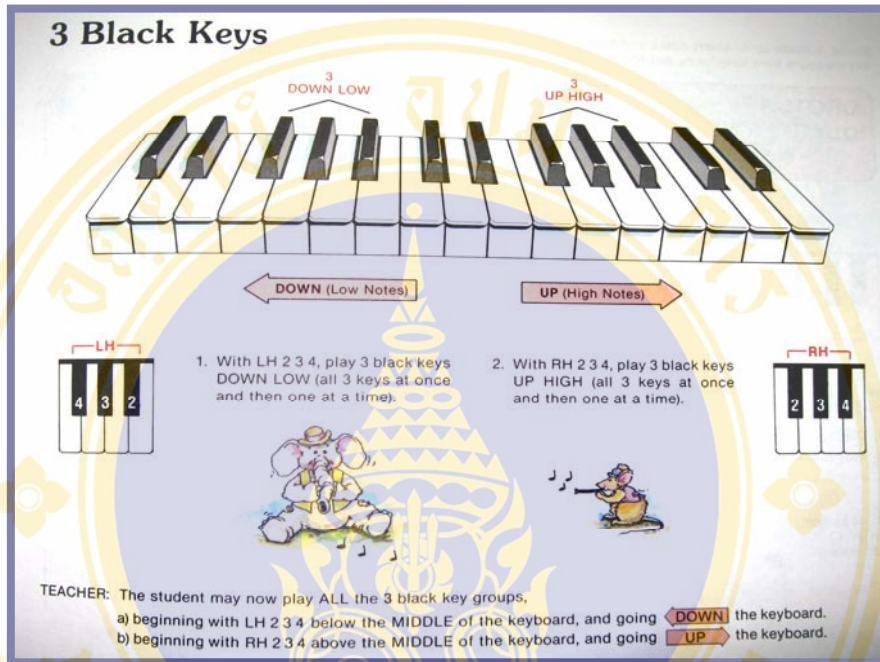 3 Black Keys
3
DOWN LOW
3
UP HIGH
DOWN (Low Notes)
UP (High Notes)
LH
4 3 2
1. With LH 2 3 4, play 3 black keys
DOWN LOW (all 3 keys at once
and then one at a time).
2. With RH 2 3 4, play 3 black keys
UP HIGH (all 3 keys at once
and then one at a time).
RH
2 3 4
TEACHER: The student may now play ALL the 3 black key groups,
a) beginning with LH 2 3 4 below the MIDDLE of the keyboard, and going DOWN the keyboard.
b) beginning with RH 2 3 4 above the MIDDLE of the keyboard, and going UP the keyboard.